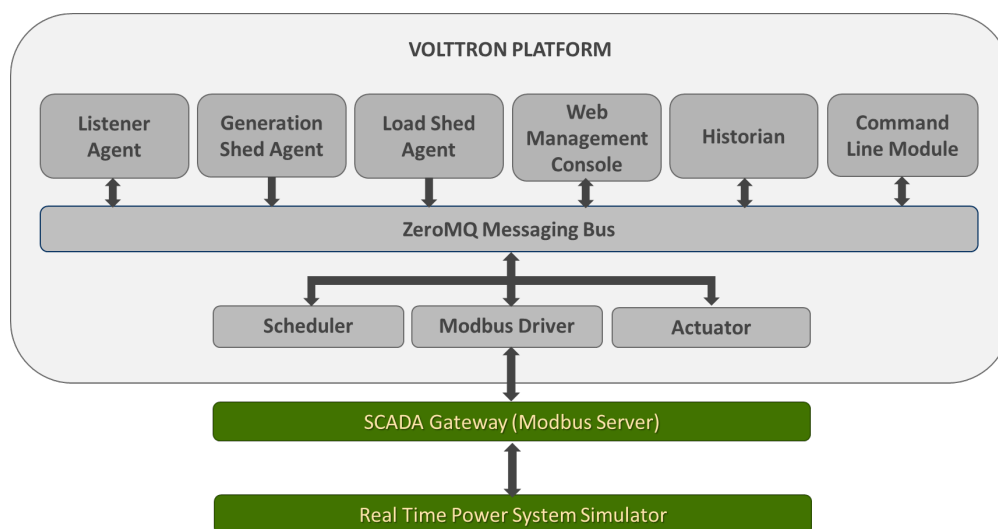 VOLTTRON PLATFORM
Listener
Agent
Generation
Shed Agent
Load Shed
Agent
Web
Management
Console
Historian
Command
Line Module
ZeroMQ Messaging Bus
Scheduler
Modbus Driver
Actuator
SCADA Gateway (Modbus Server)
Real Time Power System Simulator